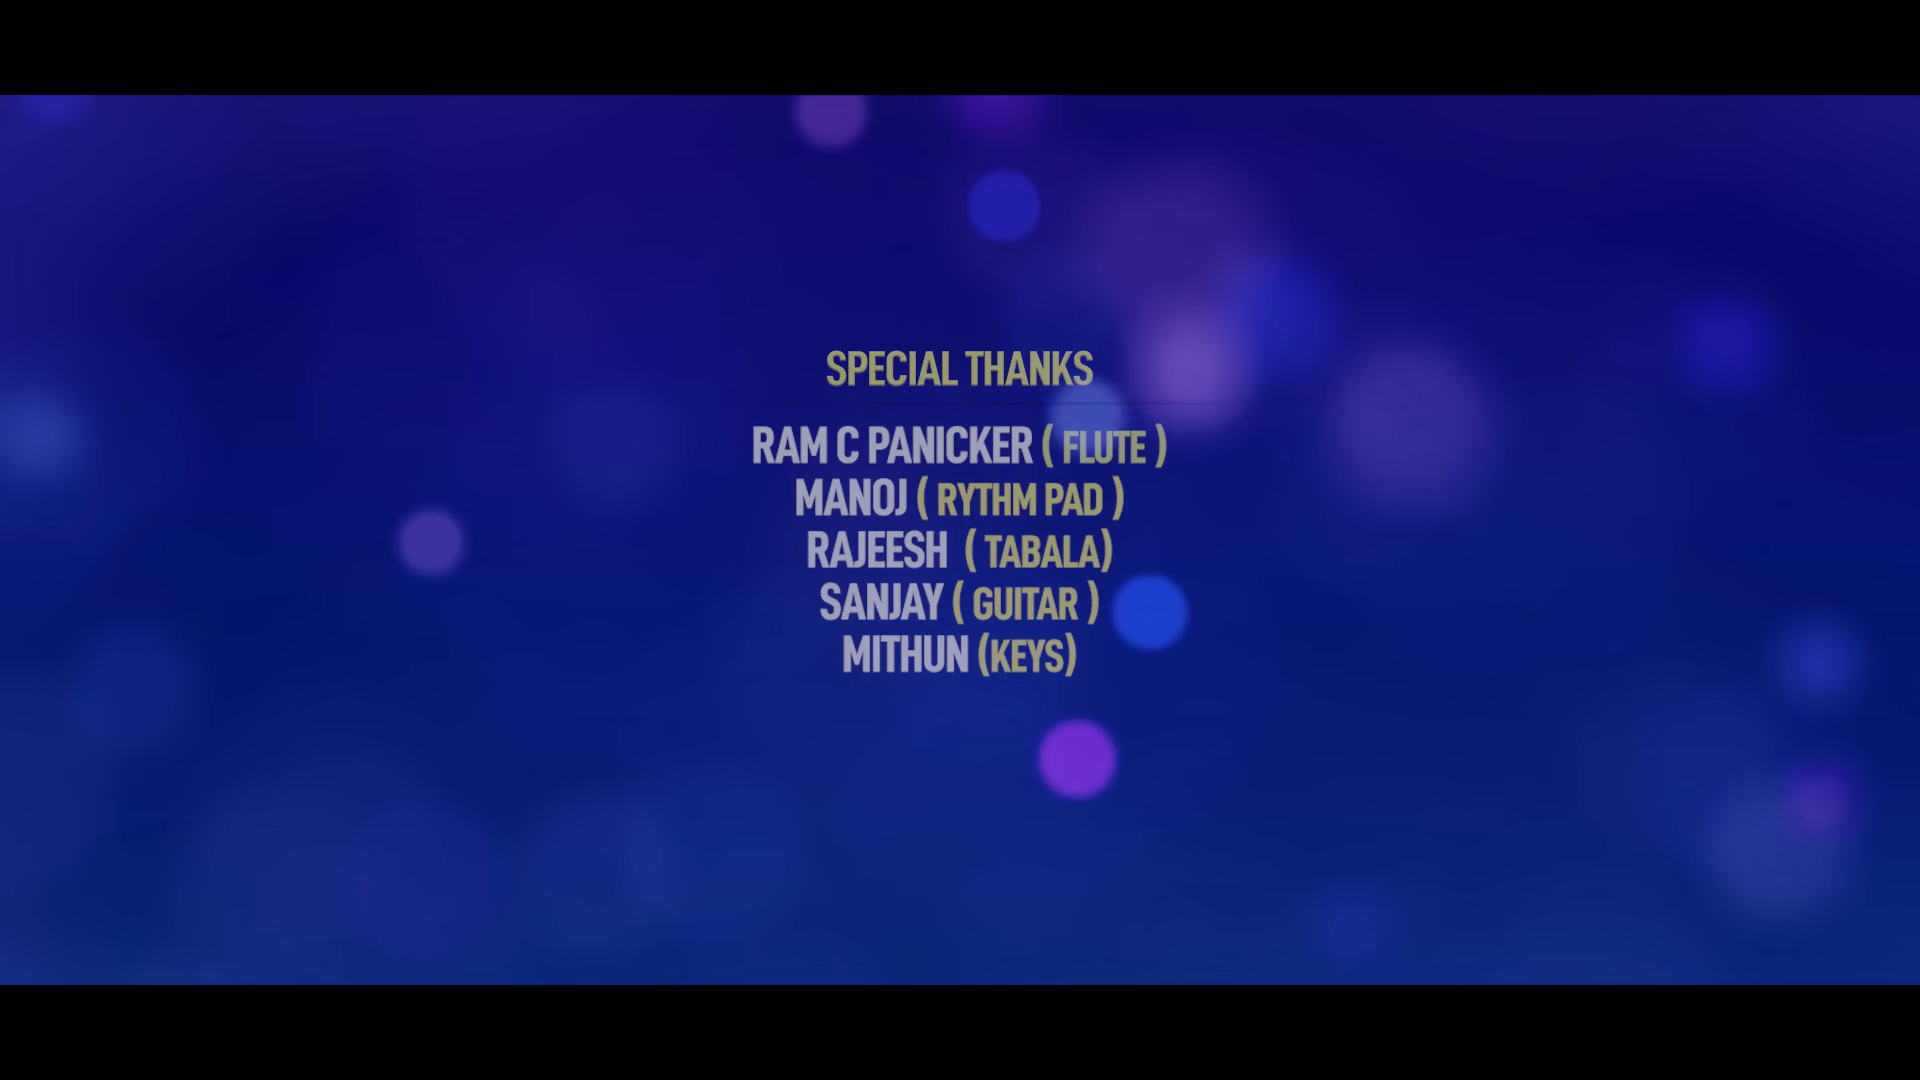 SPECIAL THANKS
RAM C PANICKER ( FLUTE )
MANOJ ( RYTHM PAD )
RAJEESH ( TABALA)
SANJAY ( GUITAR )
MITHUN (KEYS)